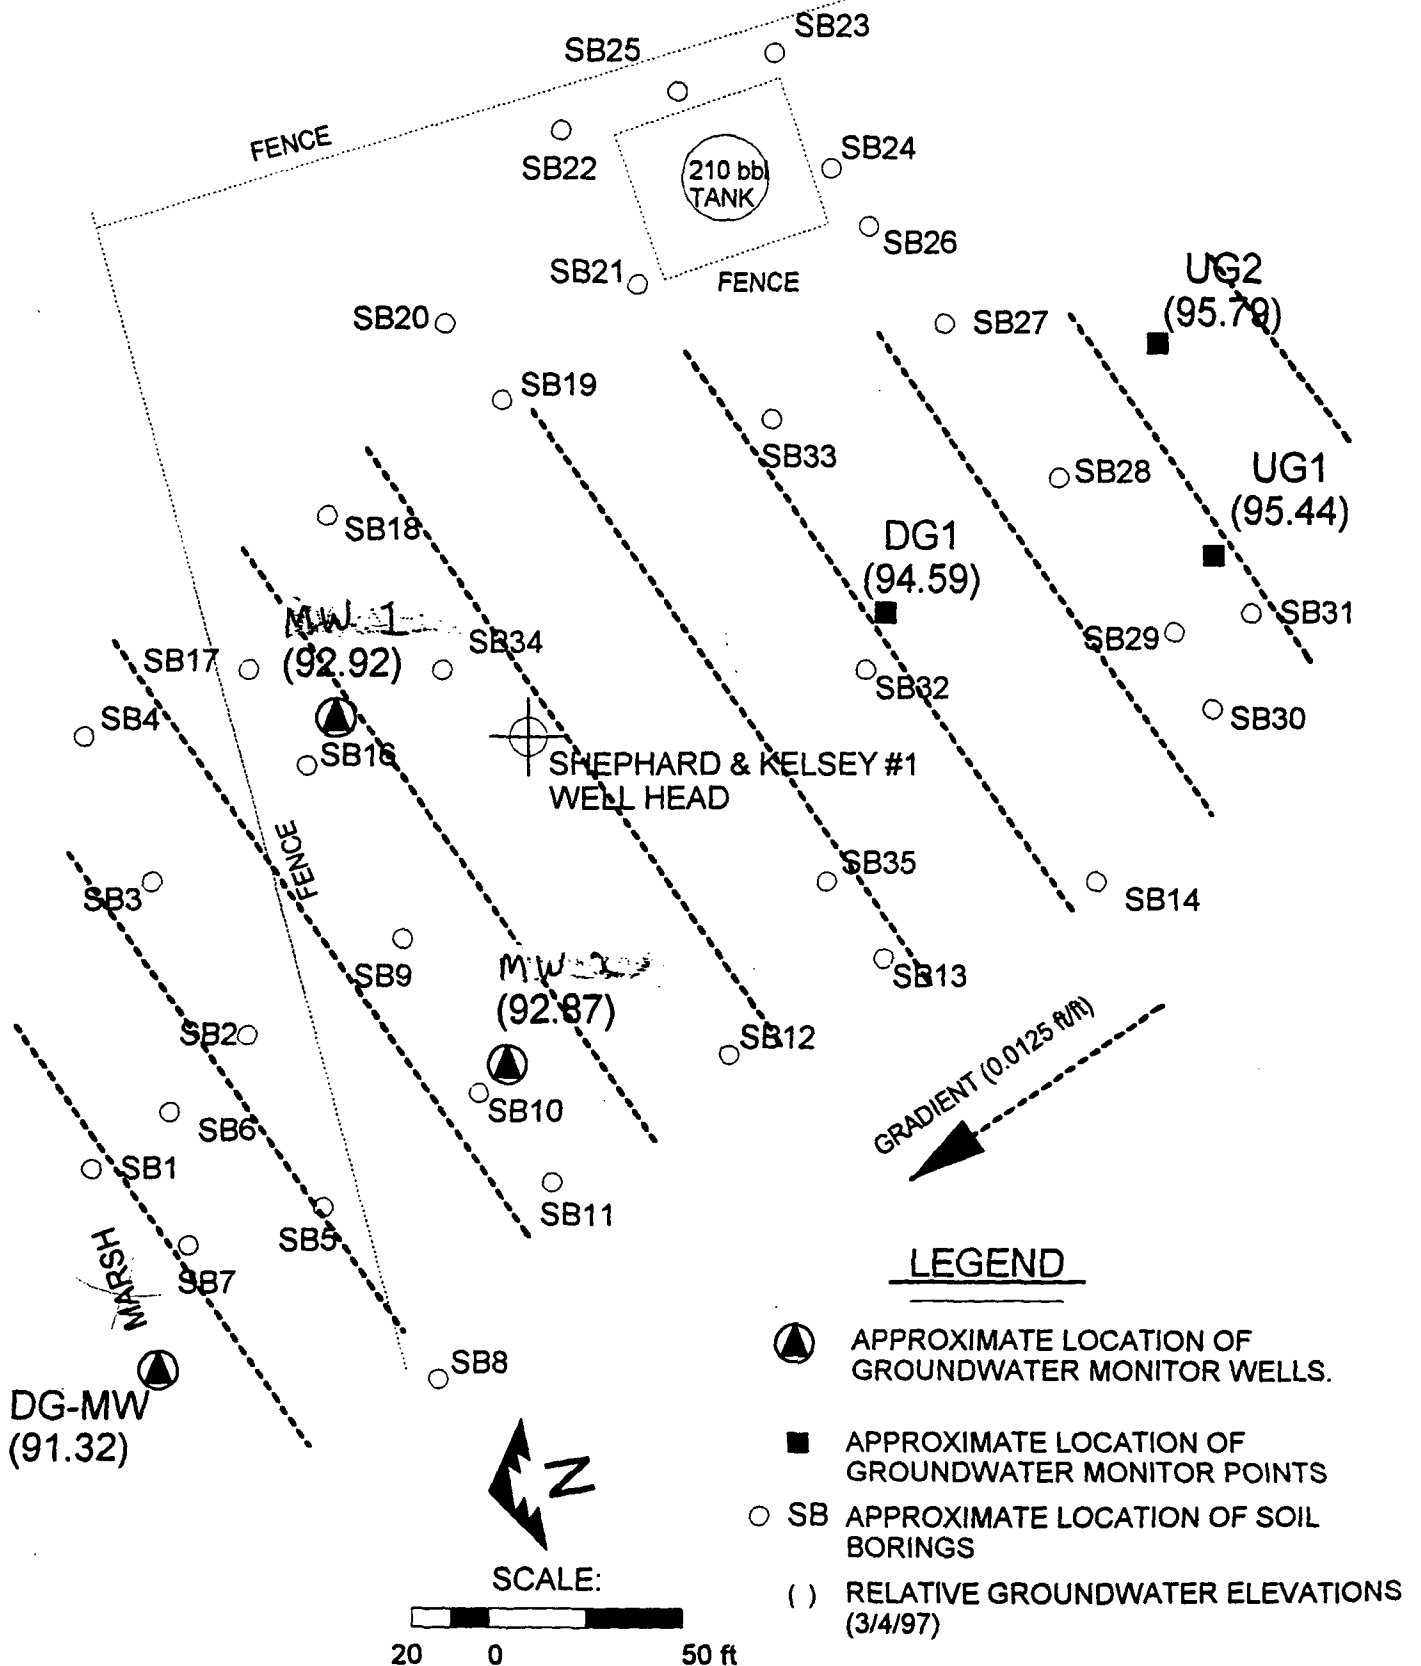 SB23
SB25
FENCE
SB22
SB24
210 bbl
TANK
SB26
SB21
FENCE
UG2
(95.79)
SB20
SB27
SB19
SB33
SB28
UG1
(95.44)
SB18
DG1
(94.59)
MW 1
(92.92)
SB34
SB17
SB29
SB31
SB32
SB4
SB30
SB16
SHEPHARD & KELSEY #1
WELL HEAD
FENCE
SB35
SB3
SB14
SB9
MW 2
(92.87)
SB13
SB2
SB12
GRADIENT (0.0125 ft/ft)
SB10
SB6
SB1
SB11
SB5
MARSH
SB7
SB8
DG-MW
(91.32)
N
SCALE:
20 0 50 ft
LEGEND
APPROXIMATE LOCATION OF
GROUNDWATER MONITOR WELLS.
APPROXIMATE LOCATION OF
GROUNDWATER MONITOR POINTS
SB APPROXIMATE LOCATION OF SOIL
BORINGS
( ) RELATIVE GROUNDWATER ELEVATIONS
(3/4/97)